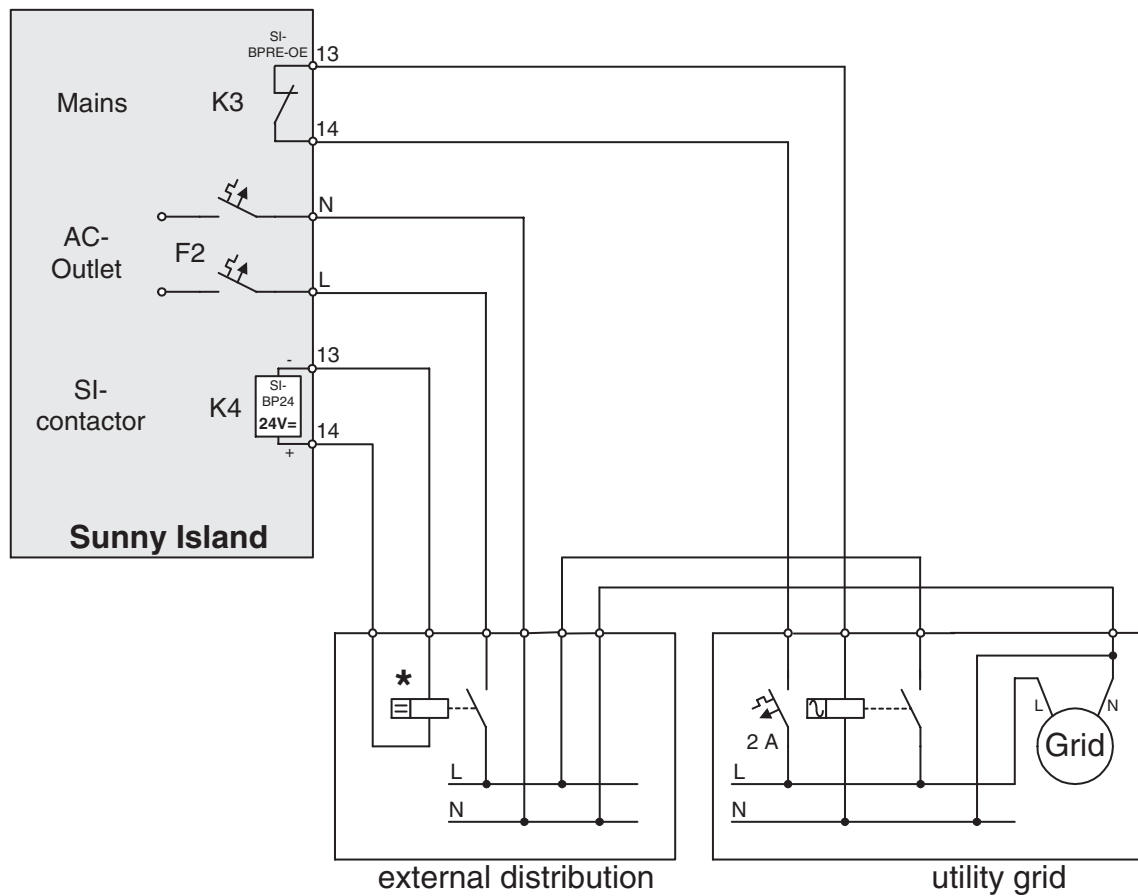 SI-
BPRE-OE
13
Mains
K3
14
N
AC-
Outlet
F2
L
-
13
SI-
contactor
K4
SI-
BP24
24V=
14
+
Sunny Island
*
L
N
external distribution
2 A
L
N
L
N
Grid
utility grid